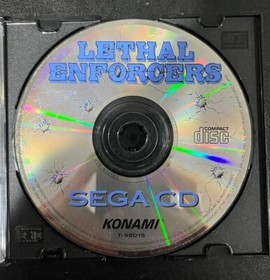 LETHAL
ENFORCERS
COMPACT
disc
SEGA CD
KONAMI